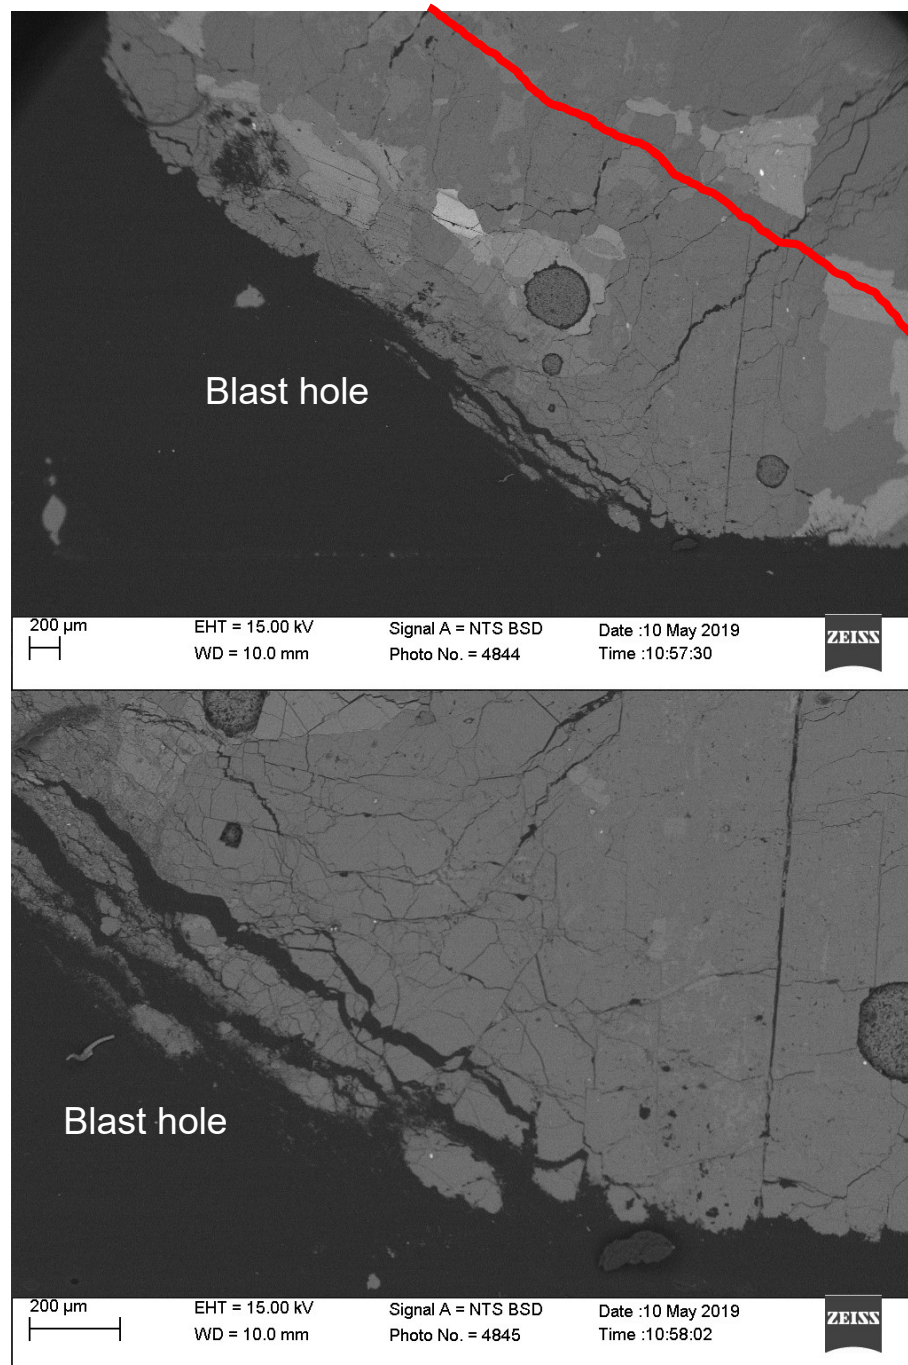 Blast hole
200 µm
EHT = 15.00 kV
Signal A = NTS BSD
Date :10 May 2019
WD = 10.0 mm
Photo No. = 4844
Time :10:57:30
ZEISS
Blast hole
200 µm
EHT = 15.00 kV
Signal A = NTS BSD
Date :10 May 2019
WD = 10.0 mm
Photo No. = 4845
Time :10:58:02
ZEISS